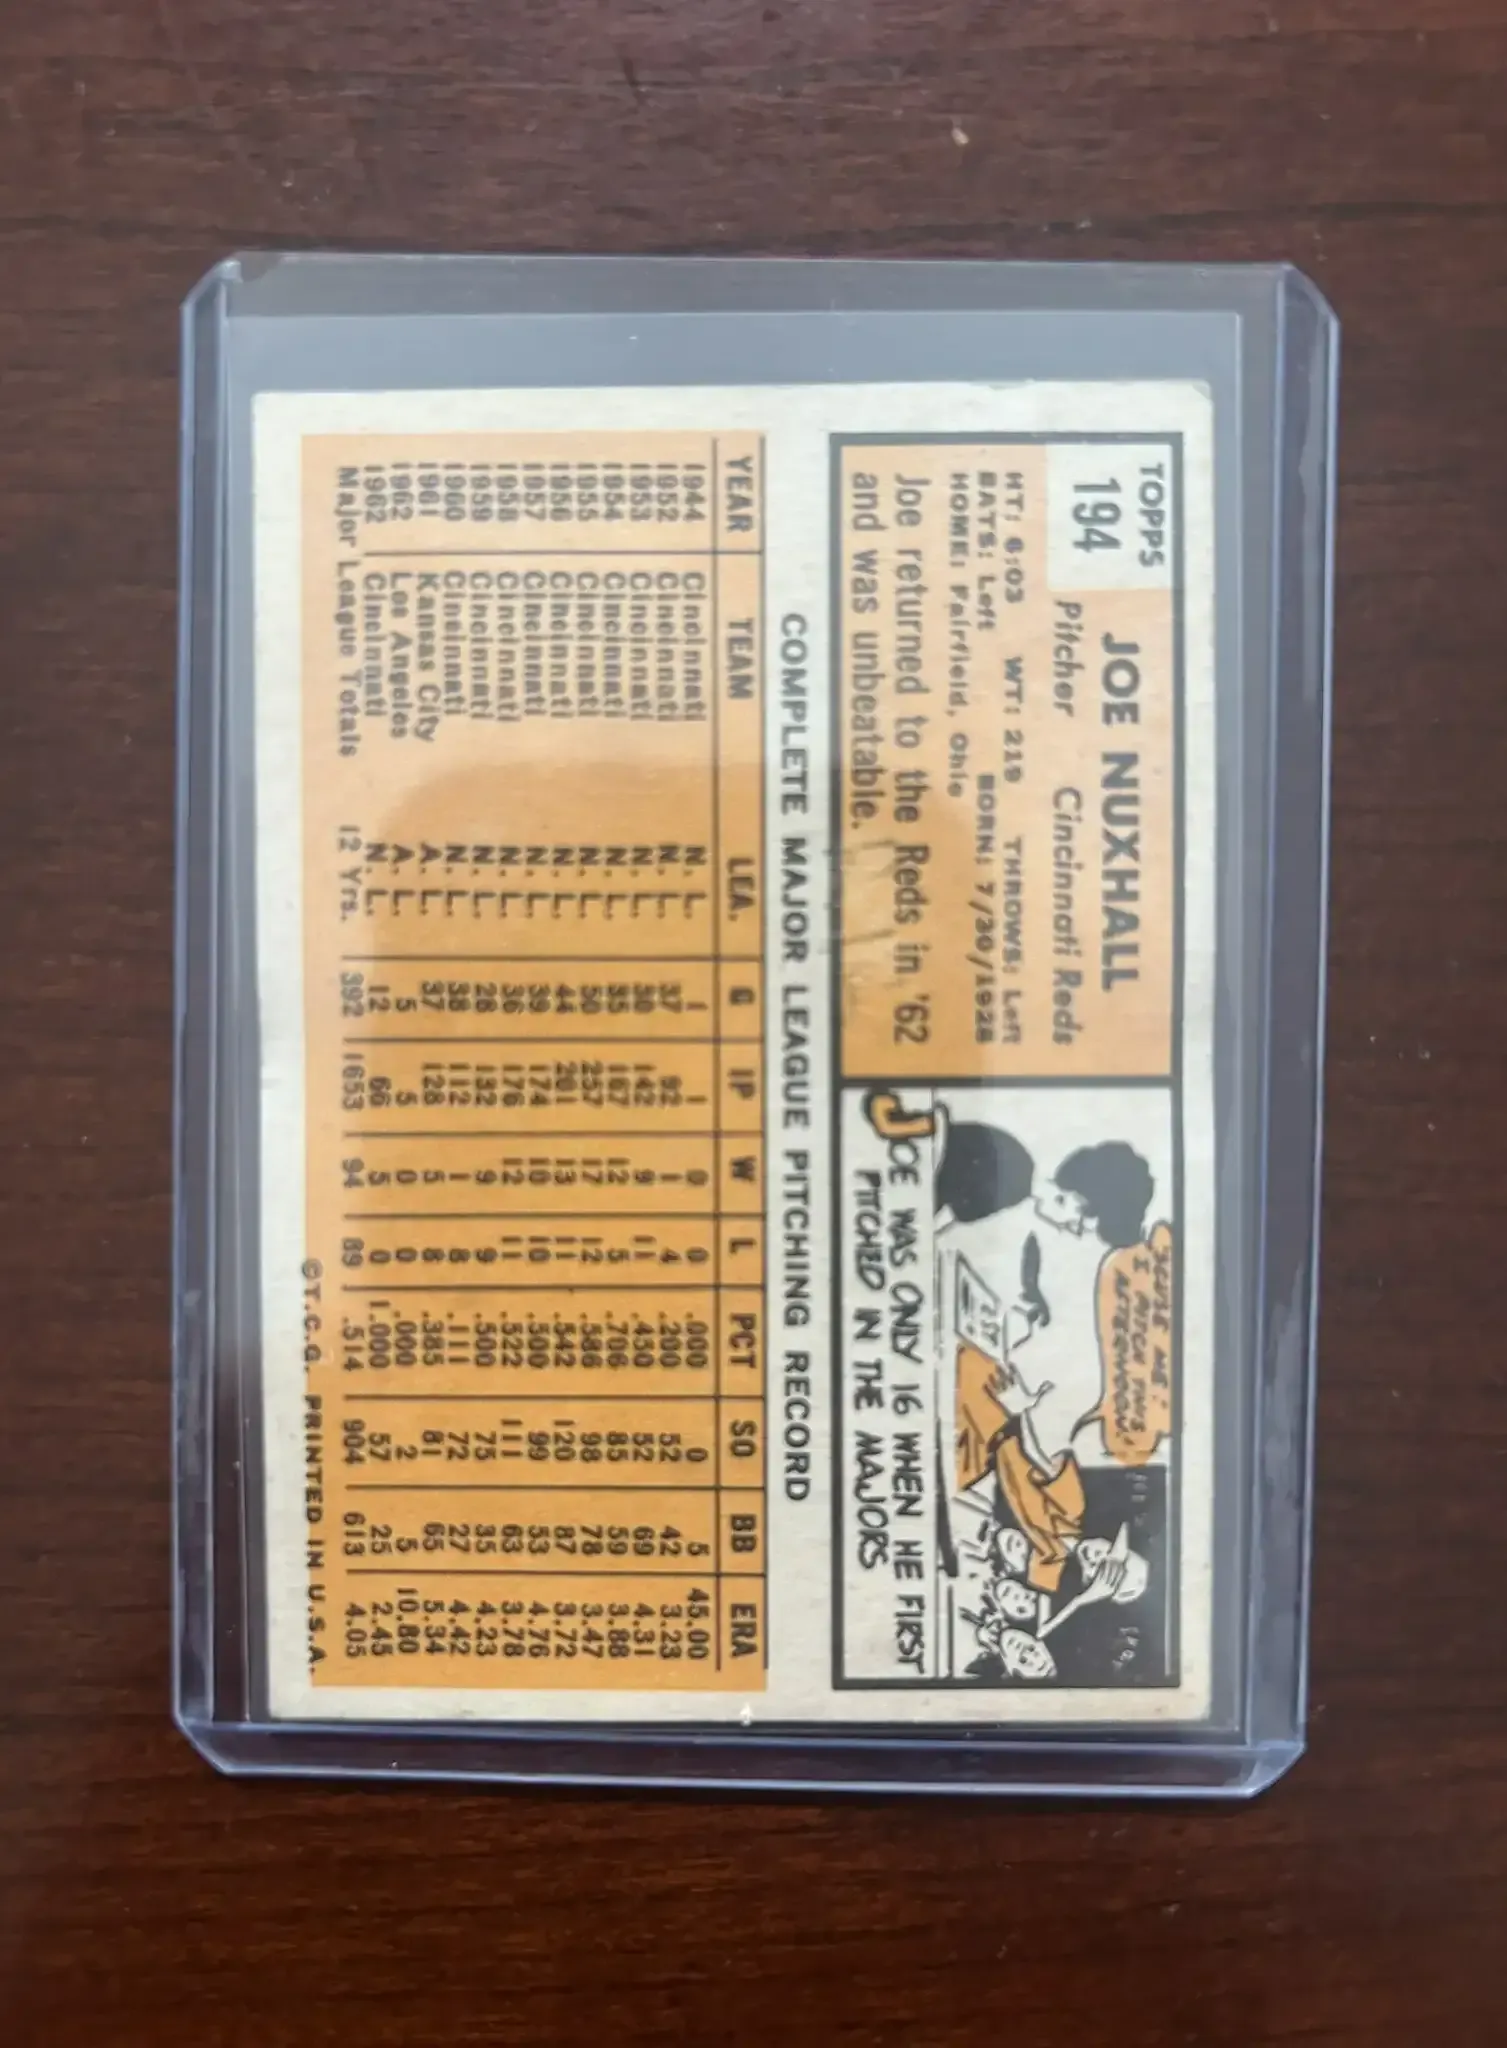 TOPPS
194
JOE NUXHALL
Pitcher Cincinnati Reds
HT: 6:03 WT: 219 THROWS: Left
BATS: Left BORN: 7/30/1928
HOME: Fairfield, Ohio
Joe returned to the Reds in '62
and was unbeatable.
'SCUSE ME!
I PITCH THIS
AFTERNOON!
TEST
JOE WAS ONLY 16 WHEN HE FIRST
PITCHED IN THE MAJORS
COMPLETE MAJOR LEAGUE PITCHING RECORD
YEAR TEAM LEA. G IP W L PCT SO BB ERA
1944 Cincinnati N. L. 1 1 0 0 .000 0 5 45.00
1952 Cincinnati N. L. 37 92 1 4 .200 52 42 3.23
1953 Cincinnati N. L. 30 142 9 11 .450 52 69 4.31
1954 Cincinnati N. L. 35 167 12 5 .706 85 59 3.88
1955 Cincinnati N. L. 50 257 17 12 .586 98 78 3.47
1956 Cincinnati N. L. 44 201 13 11 .542 120 87 3.72
1957 Cincinnati N. L. 39 174 10 10 .500 99 53 4.76
1958 Cincinnati N. L. 36 176 12 11 .522 111 63 3.78
1959 Cincinnati N. L. 28 132 9 9 .500 75 35 4.23
1960 Cincinnati N. L. 38 112 1 8 .111 72 27 4.42
1961 Kansas City A. L. 37 128 5 8 .385 81 65 5.34
1962 Los Angeles A. L. 5 5 0 0 .000 2 5 10.80
1962 Cincinnati N. L. 12 66 5 0 1.000 57 25 2.45
Major League Totals 12 Yrs. 392 1653 94 89 .514 904 613 4.05
©T.C.G. PRINTED IN U.S.A.